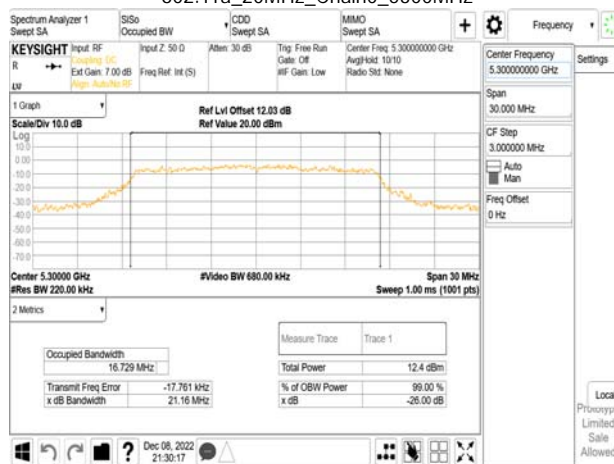 802.11a_20MHz_Chain0_5300MHz
Spectrum Analyzer 1
Swept SA
SiSo
Occupied BW
CDD
Swept SA
MIMO
Swept SA
+
Frequency
KEYSIGHT
R
Input: RF
Coupling: DC
Ext Gain: 7.00 dB
Align: Auto/No RF
Input Z: 50 Ω
Freq Ref: Int (S)
Atten: 30 dB
Trig: Free Run
Gate: Off
#IF Gain: Low
Center Freq: 5.300000000 GHz
Avg|Hold: 10/10
Radio Std: None
Center Frequency
5.300000000 GHz
Settings
Span
30.000 MHz
CF Step
3.000000 MHz
Auto
Man
Freq Offset
0 Hz
1 Graph
Scale/Div 10.0 dB
Ref Lvl Offset 12.03 dB
Ref Value 20.00 dBm
Log
10.0
0.00
-10.0
-20.0
-30.0
-40.0
-50.0
-60.0
-70.0
Center 5.30000 GHz
#Res BW 220.00 kHz
#Video BW 680.00 kHz
Span 30 MHz
Sweep 1.00 ms (1001 pts)
2 Metrics
Measure Trace
Trace 1
Occupied Bandwidth
16.729 MHz
Total Power
12.4 dBm
Transmit Freq Error
-17.761 kHz
% of OBW Power
99.00 %
x dB Bandwidth
21.16 MHz
x dB
-26.00 dB
Loca
Prototyp
Limited
Sale
Allowed
?
Dec 08, 2022
21:30:17